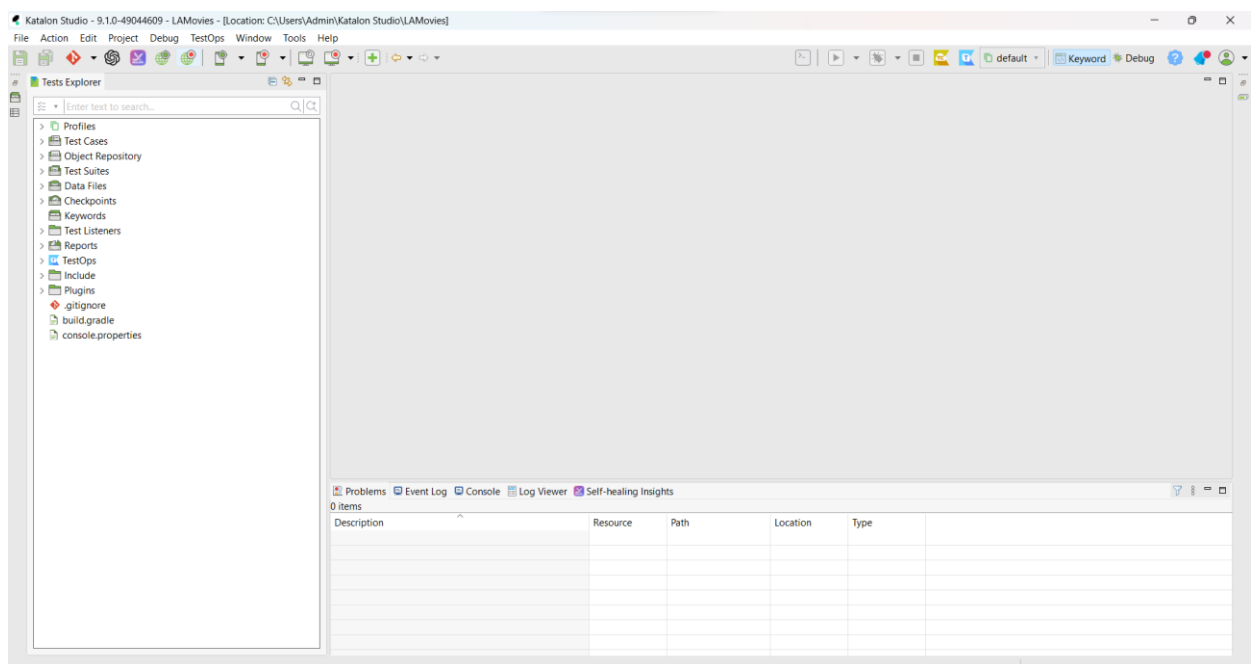 Katalon Studio - 9.1.0-49044609 - LAMovies - [Location: C:\Users\Admin\Katalon Studio\LAMovies]
File Action Edit Project Debug TestOps Window Tools Help
default Keyword Debug
Tests Explorer
Enter text to search...
Profiles
Test Cases
Object Repository
Test Suites
Data Files
Checkpoints
Keywords
Test Listeners
Reports
TestOps
Include
Plugins
.gitignore
build.gradle
console.properties
Problems Event Log Console Log Viewer Self-healing Insights
0 items
Description Resource Path Location Type